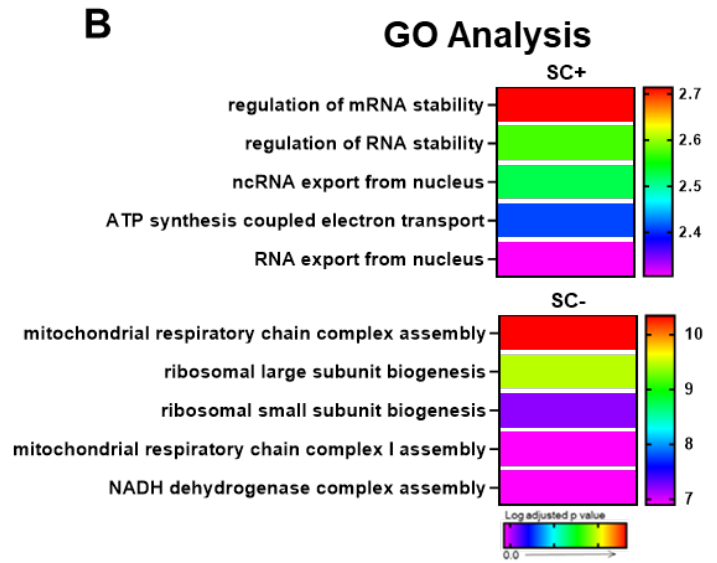 B
GO Analysis
SC+
regulation of mRNA stability
regulation of RNA stability
ncRNA export from nucleus
ATP synthesis coupled electron transport
RNA export from nucleus
2.7
2.6
2.5
2.4
SC-
mitochondrial respiratory chain complex assembly
ribosomal large subunit biogenesis
ribosomal small subunit biogenesis
mitochondrial respiratory chain complex I assembly
NADH dehydrogenase complex assembly
10
9
8
7
Log adjusted p value
0.0